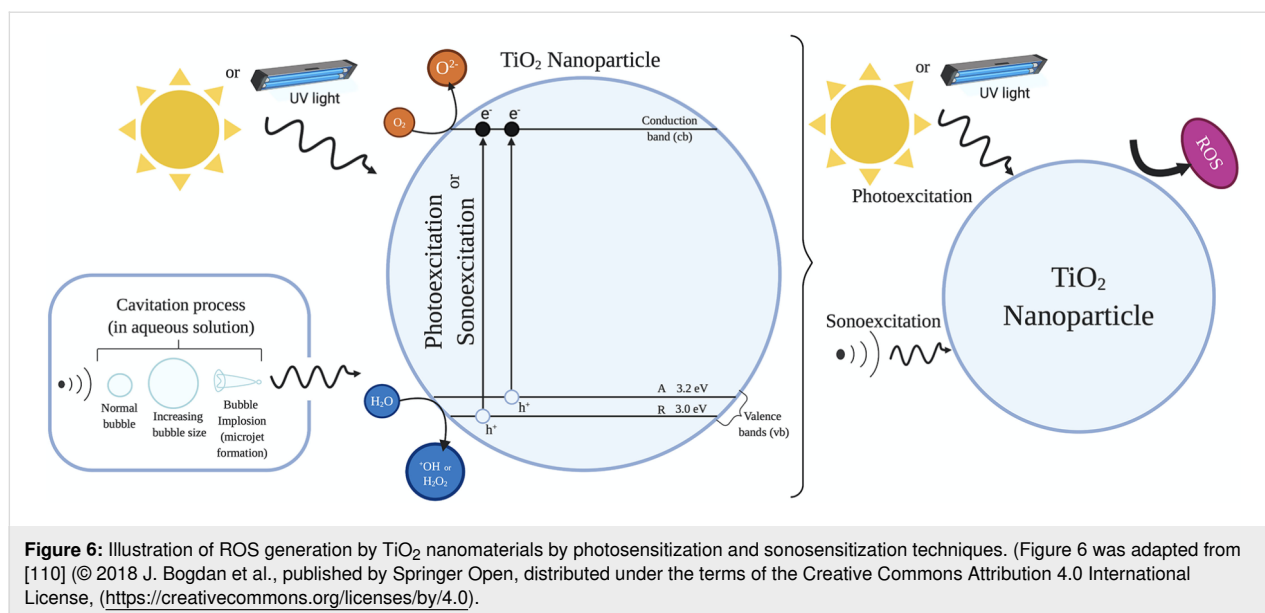 or
UV light
O²⁻
O₂
TiO₂ Nanoparticle
e⁻ e⁻
Conduction
band (cb)
Photoexcitation
or
Sonoexcitation
Cavitation process
(in aqueous solution)
Normal
bubble
Increasing
bubble size
Bubble
Implosion
(microjet
formation)
H₂O
⁺OH or
H₂O₂
A 3.2 eV
R 3.0 eV
h⁺
h⁺
Valence
bands (vb)
or
UV light
Photoexcitation
ROS
Sonoexcitation
TiO₂
Nanoparticle
Figure 6: Illustration of ROS generation by TiO₂ nanomaterials by photosensitization and sonosensitization techniques. (Figure 6 was adapted from
[110] (© 2018 J. Bogdan et al., published by Springer Open, distributed under the terms of the Creative Commons Attribution 4.0 International
License, (https://creativecommons.org/licenses/by/4.0).